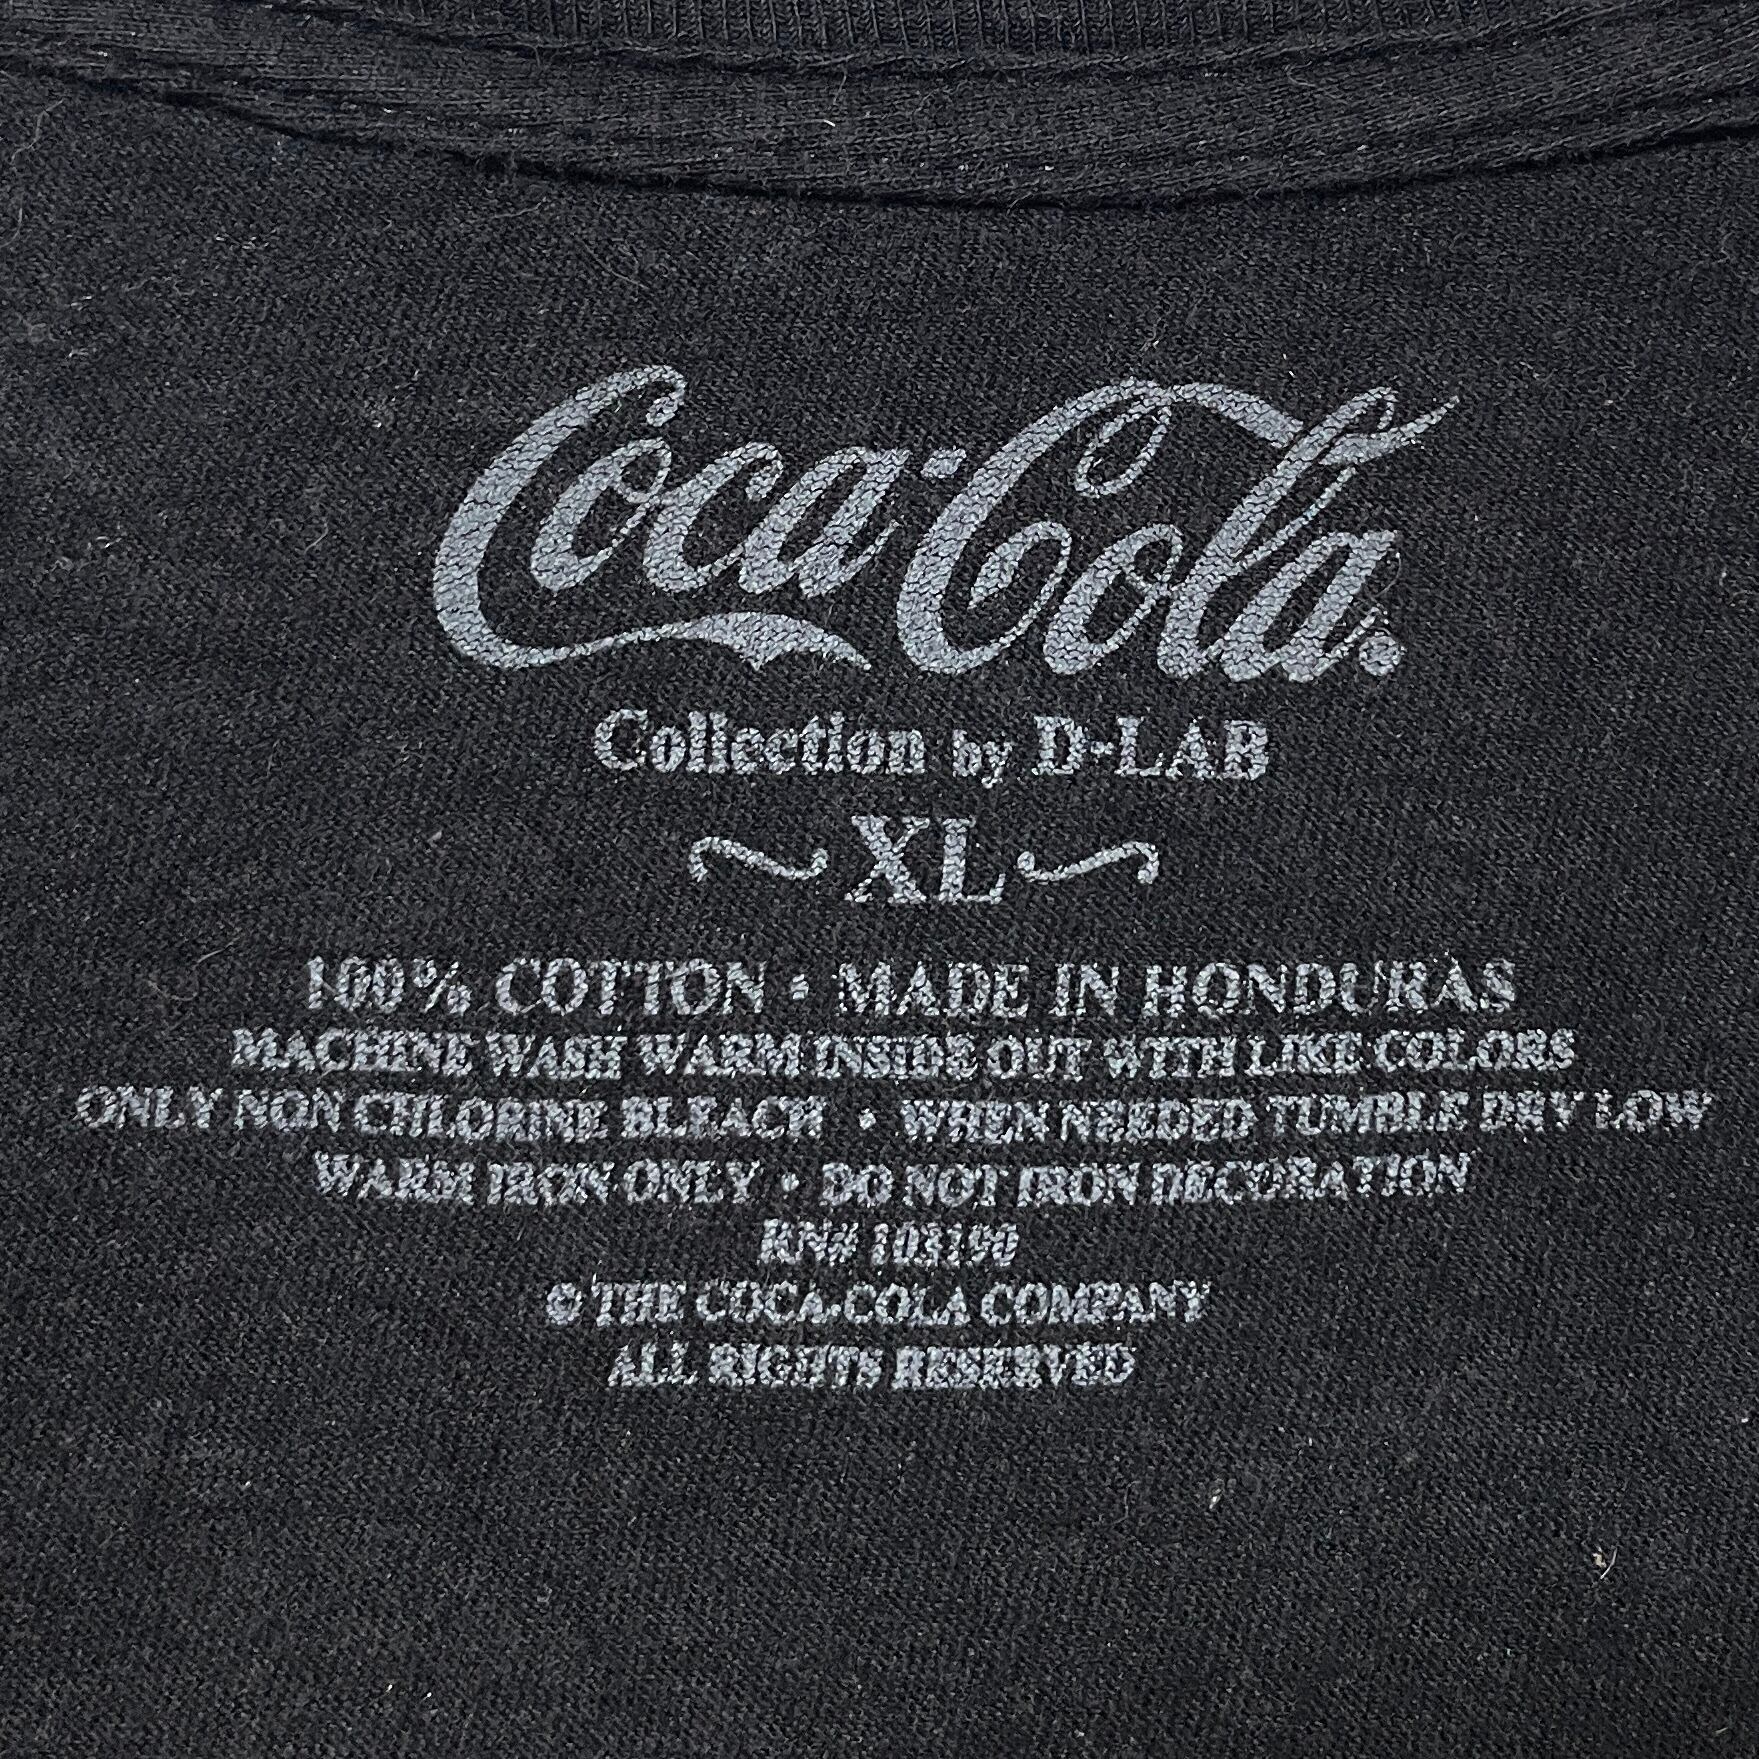 Coca-Cola
Collection by D-LAB
XL
100% COTTON • MADE IN HONDURAS
MACHINE WASH WARM INSIDE OUT WITH LIKE COLORS
ONLY NON CHLORINE BLEACH • WHEN NEEDED TUMBLE DRY LOW
WARM IRON ONLY • DO NOT IRON DECORATION
RN# 103190
© THE COCA-COLA COMPANY
ALL RIGHTS RESERVED